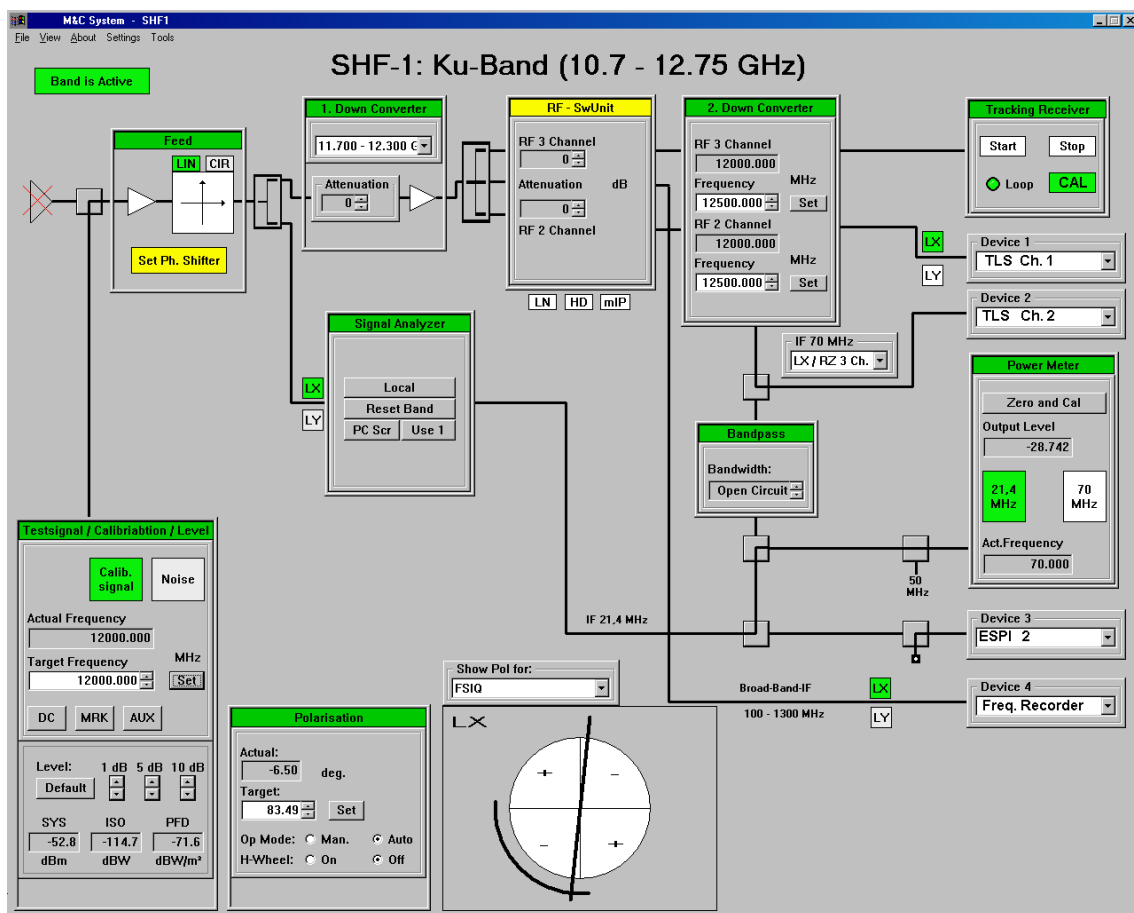 M&C System - SHF1
File View About Settings Tools
SHF-1: Ku-Band (10.7 - 12.75 GHz)
Band is Active
Feed
LIN CIR
Set Ph. Shifter
1. Down Converter
11.700 - 12.300 G
Attenuation
0
RF - SwUnit
RF 3 Channel
0
Attenuation dB
0
RF 2 Channel
LN HD mIP
2. Down Converter
RF 3 Channel
12000.000
Frequency MHz
12500.000 Set
RF 2 Channel
12000.000
Frequency MHz
12500.000 Set
Tracking Receiver
Start Stop
Loop CAL
LX
LY
Device 1
TLS Ch. 1
Device 2
TLS Ch. 2
IF 70 MHz
LX / RZ 3 Ch.
Signal Analyzer
Local
Reset Band
PC Scr Use 1
LX
LY
Bandpass
Bandwidth:
Open Circuit
Power Meter
Zero and Cal
Output Level
-28.742
21,4 MHz
70 MHz
Act.Frequency
70.000
50 MHz
IF 21,4 MHz
Device 3
ESPI 2
Broad-Band-IF
100 - 1300 MHz
LX
LY
Device 4
Freq. Recorder
Testsignal / Calibriabtion / Level
Calib. signal
Noise
Actual Frequency
12000.000
Target Frequency MHz
12000.000 Set
DC MRK AUX
Level: 1 dB 5 dB 10 dB
Default
SYS ISO PFD
-52.8 -114.7 -71.6
dBm dBW dBW/m²
Polarisation
Actual:
-6.50 deg.
Target:
83.49 Set
Op Mode: Man. Auto
H-Wheel: On Off
Show Pol for:
FSIQ
LX
+ -
- +